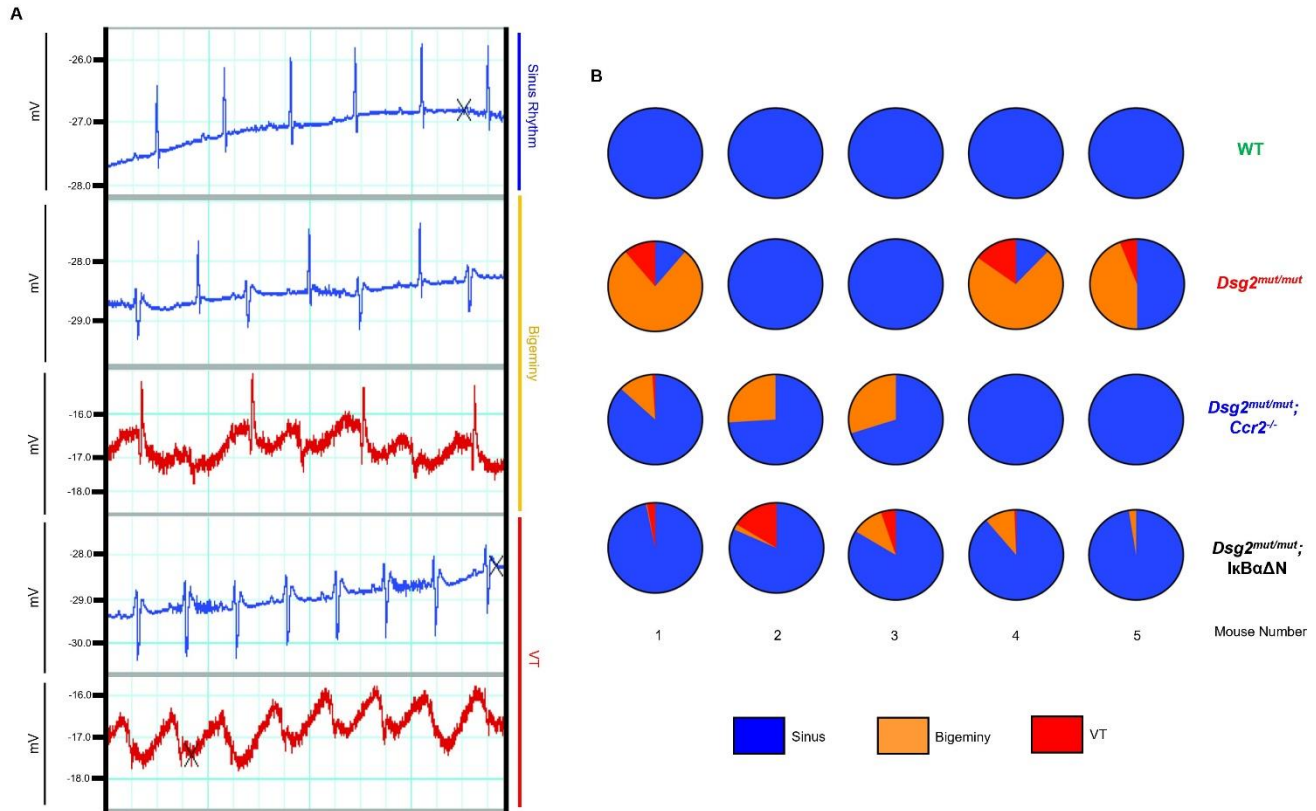 A
mV
-26.0
-27.0
-28.0
Sinus Rhythm
mV
-28.0
-29.0
Bigeminy
mV
-16.0
-17.0
-18.0
mV
-28.0
-29.0
-30.0
VT
mV
-16.0
-17.0
-18.0
B
WT
Dsg2mut/mut
Dsg2mut/mut;
Ccr2-/-
Dsg2mut/mut;
IκBαΔN
1 2 3 4 5 Mouse Number
Sinus Bigeminy VT